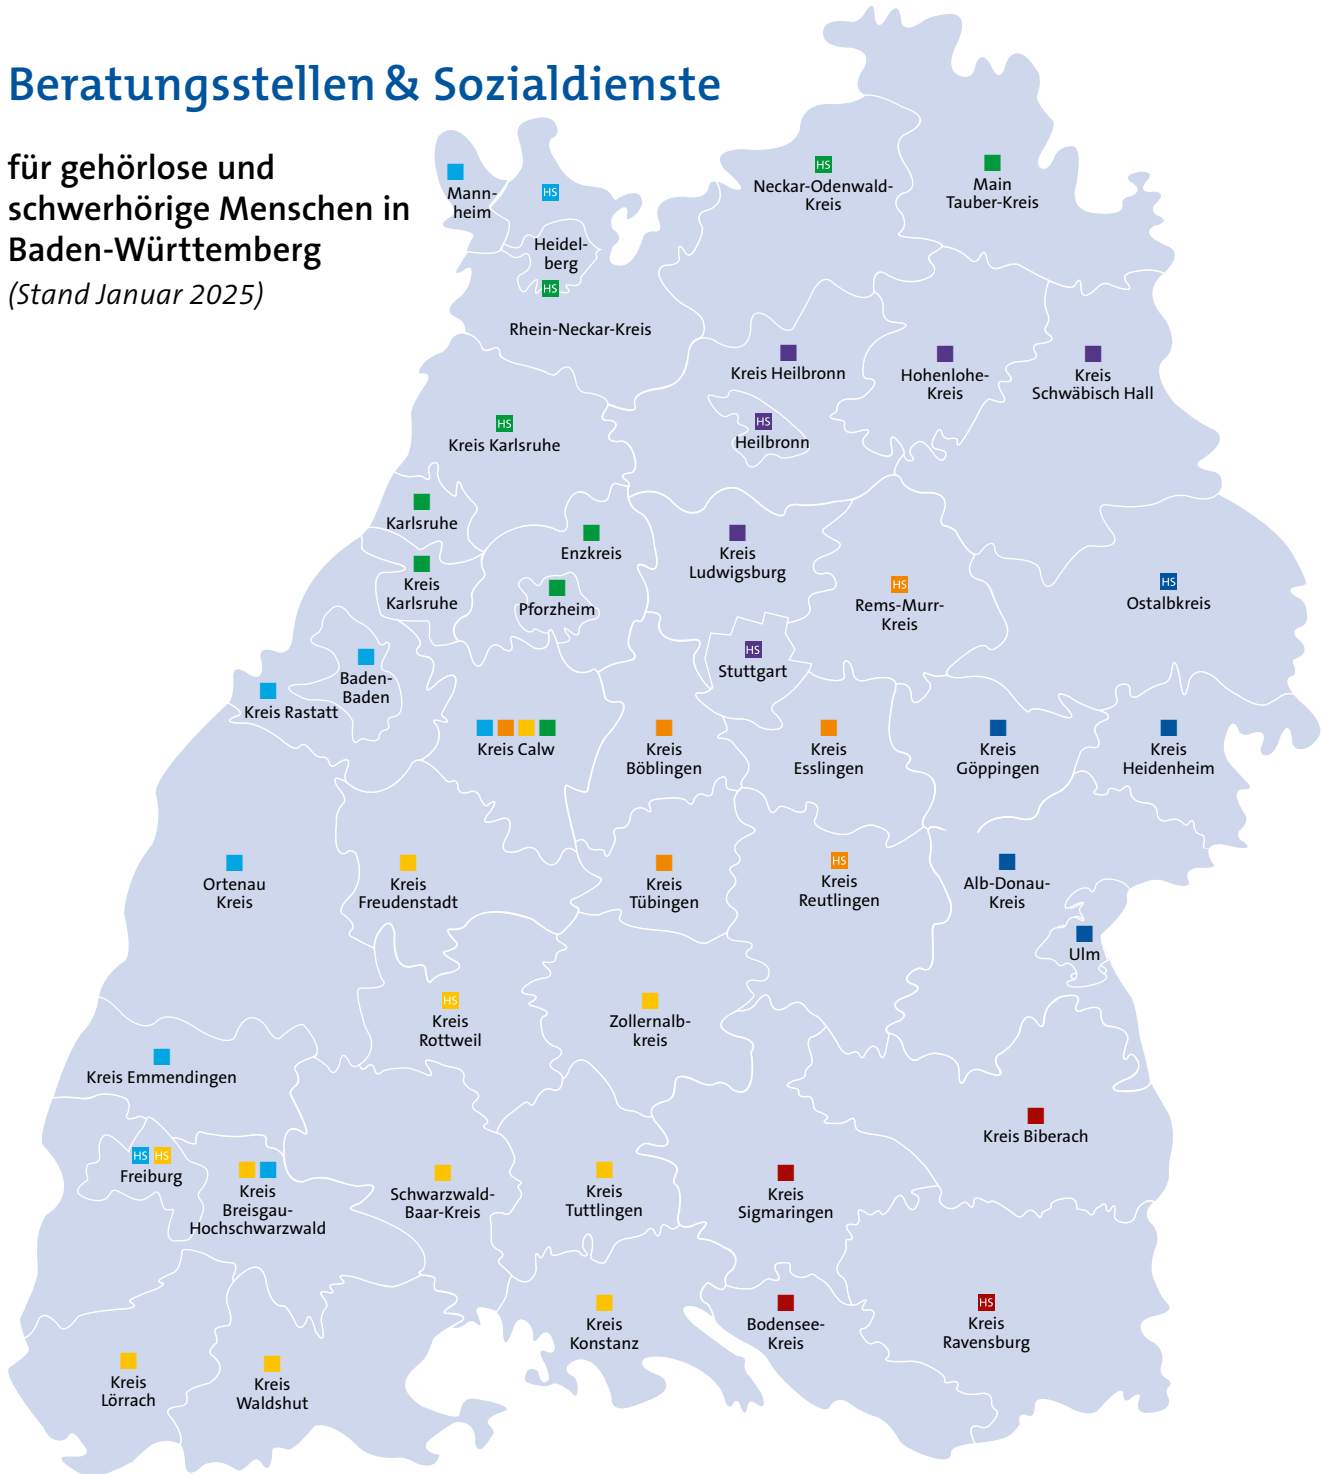 Beratungsstellen & Sozialdienste
für gehörlose und
schwerhörige Menschen in
Baden-Württemberg
(Stand Januar 2025)
Mann-
heim
HS
Heidel-
berg
HS
Rhein-Neckar-Kreis
HS
Neckar-Odenwald-
Kreis
Main
Tauber-Kreis
Kreis Heilbronn
Hohenlohe-
Kreis
Kreis
Schwäbisch Hall
HS
Kreis Karlsruhe
HS
Heilbronn
Karlsruhe
Enzkreis
Kreis
Ludwigsburg
Kreis
Karlsruhe
Pforzheim
HS
Rems-Murr-
Kreis
HS
Ostalbkreis
HS
Stuttgart
Baden-
Baden
Kreis Rastatt
Kreis Calw
Kreis
Böblingen
Kreis
Esslingen
Kreis
Göppingen
Kreis
Heidenheim
Ortenau
Kreis
Kreis
Freudenstadt
Kreis
Tübingen
HS
Kreis
Reutlingen
Alb-Donau-
Kreis
Ulm
HS
Kreis
Rottweil
Zollernalb-
kreis
Kreis Emmendingen
Kreis Biberach
HS HS
Freiburg
Kreis
Breisgau-
Hochschwarzwald
Schwarzwald-
Baar-Kreis
Kreis
Tuttlingen
Kreis
Sigmaringen
Kreis
Konstanz
Bodensee-
Kreis
HS
Kreis
Ravensburg
Kreis
Lörrach
Kreis
Waldshut